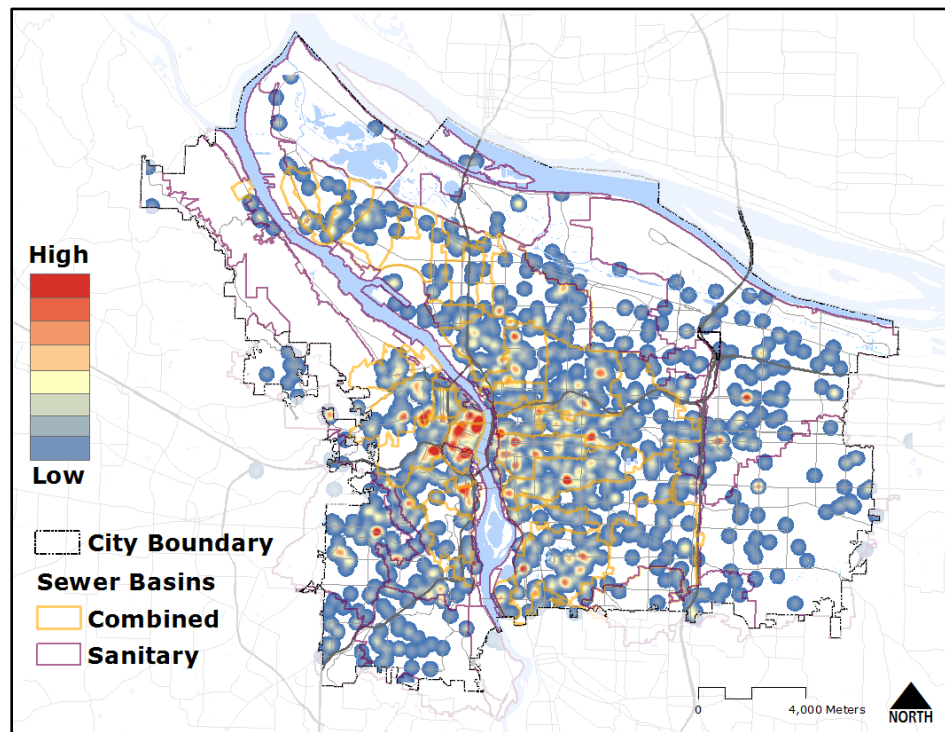 High
Low
City Boundary
Sewer Basins
Combined
Sanitary
0 4,000 Meters
NORTH